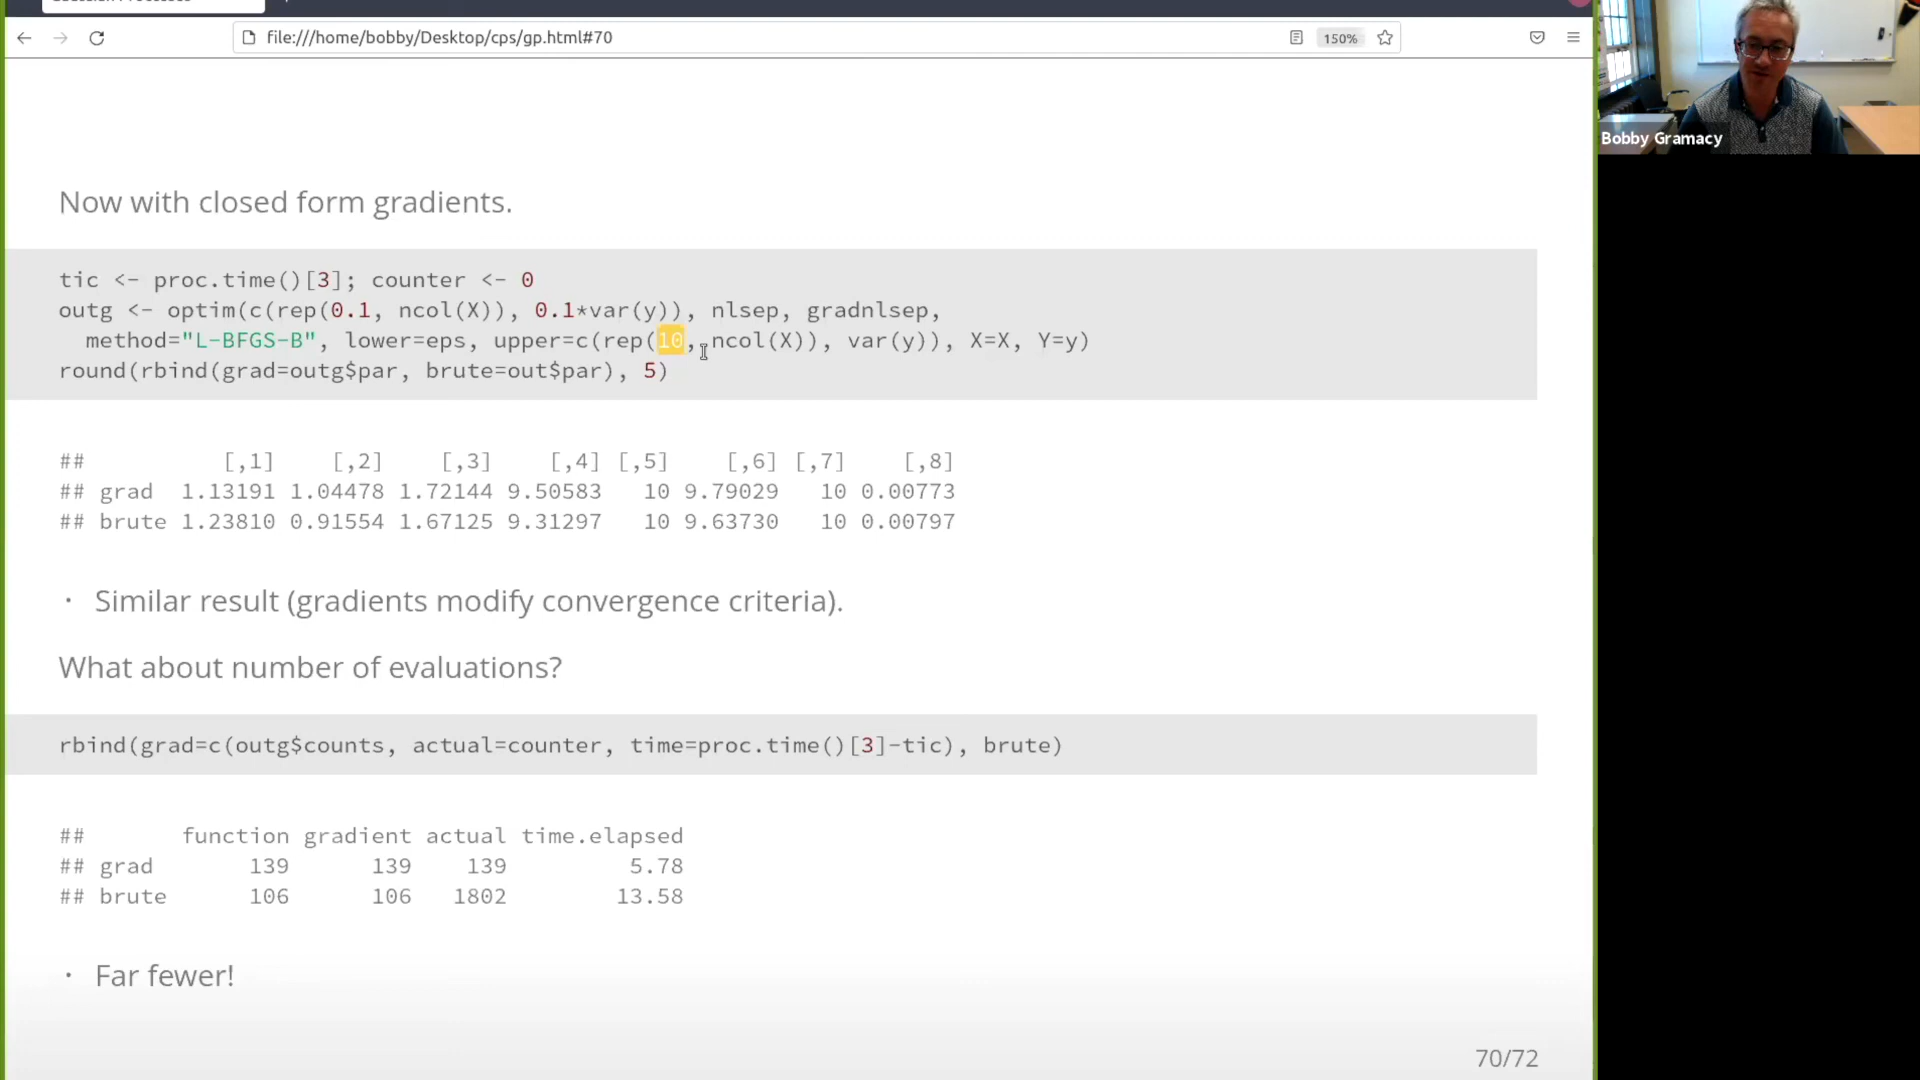 file:///home/bobby/Desktop/cps/gp.html#70
150%
Bobby Gramacy
Now with closed form gradients.
tic <- proc.time()[3]; counter <- 0
outg <- optim(c(rep(0.1, ncol(X)), 0.1*var(y)), nlsep, gradnlsep,
method="L-BFGS-B", lower=eps, upper=c(rep(10, ncol(X)), var(y)), X=X, Y=y)
round(rbind(grad=outg$par, brute=out$par), 5)
## [,1] [,2] [,3] [,4] [,5] [,6] [,7] [,8]
## grad 1.13191 1.04478 1.72144 9.50583 10 9.79029 10 0.00773
## brute 1.23810 0.91554 1.67125 9.31297 10 9.63730 10 0.00797
· Similar result (gradients modify convergence criteria).
What about number of evaluations?
rbind(grad=c(outg$counts, actual=counter, time=proc.time()[3]-tic), brute)
## function gradient actual time.elapsed
## grad 139 139 139 5.78
## brute 106 106 1802 13.58
· Far fewer!
70/72